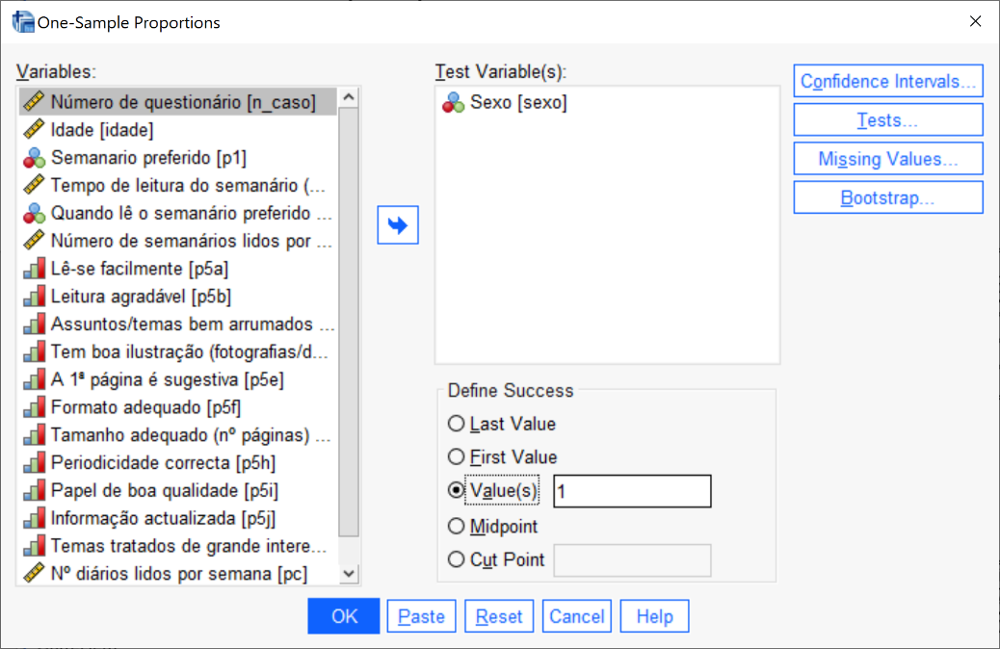 One-Sample Proportions
Variables:
Número de questionário [n_caso]
Idade [idade]
Semanario preferido [p1]
Tempo de leitura do semanário (...
Quando lê o semanário preferido ...
Número de semanários lidos por ...
Lê-se facilmente [p5a]
Leitura agradável [p5b]
Assuntos/temas bem arrumados ...
Tem boa ilustração (fotografias/d...
A 1ª página é sugestiva [p5e]
Formato adequado [p5f]
Tamanho adequado (nº páginas) ...
Periodicidade correcta [p5h]
Papel de boa qualidade [p5i]
Informação actualizada [p5j]
Temas tratados de grande intere...
Nº diários lidos por semana [pc]
Test Variable(s):
Sexo [sexo]
Define Success
Last Value
First Value
Value(s) 1
Midpoint
Cut Point
Confidence Intervals...
Tests...
Missing Values...
Bootstrap...
OK Paste Reset Cancel Help